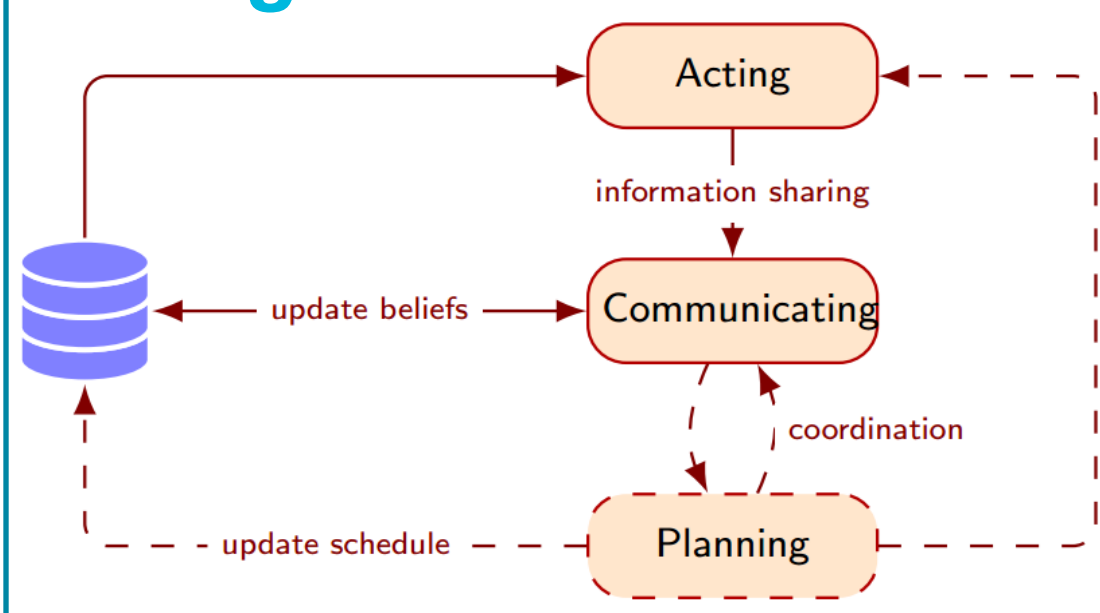 Acting
information sharing
update beliefs
Communicating
coordination
update schedule
Planning